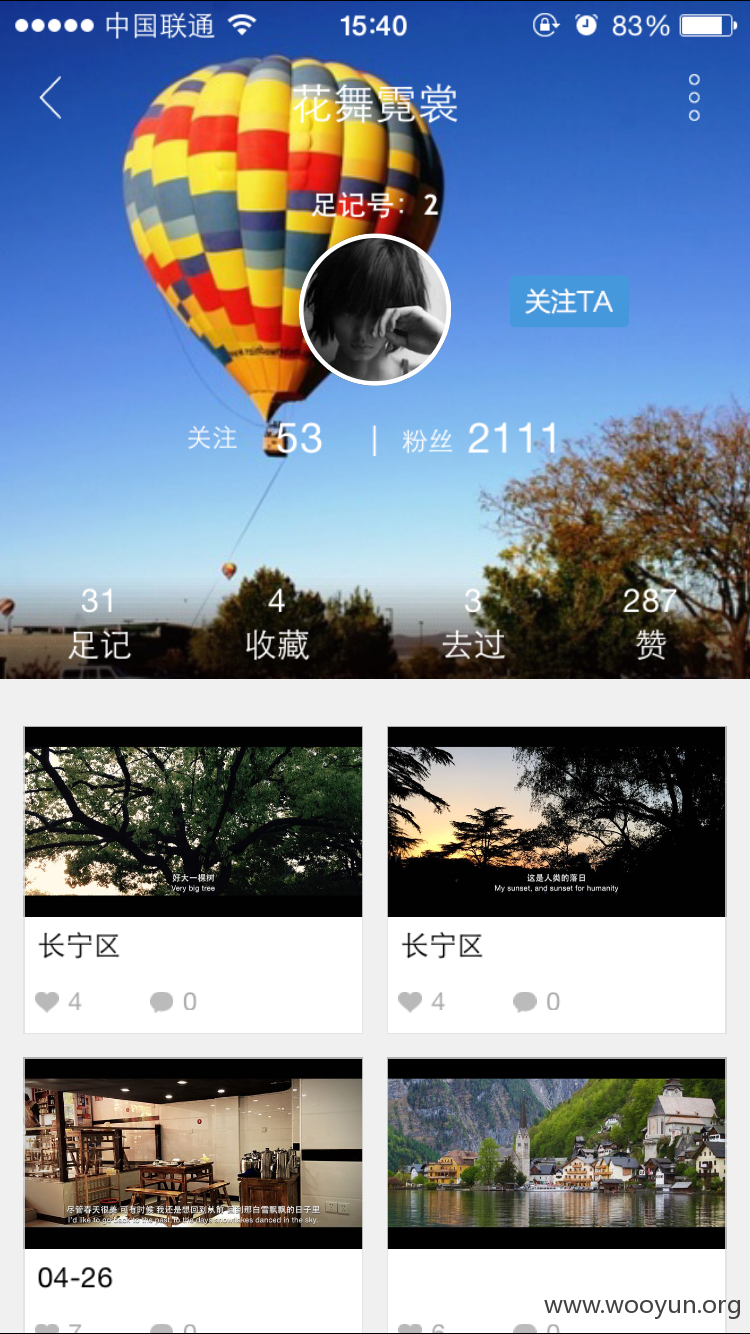 中国联通 15:40 83%
花舞霓裳
足记号：2
关注TA
关注 53 | 粉丝 2111
31 4 3 287
足记 收藏 去过 赞
好大一棵树
Very big tree
这是人类的落日
My sunset, and sunset for humanity
长宁区 长宁区
4 0 4 0
尽管春天很美 可有时候 我还是想回到从前 回到那白雪飘飘的日子里
I'd like to go back to the past, to the days snowflakes danced in the sky.
04-26
7 0 6 0
www.wooyun.org